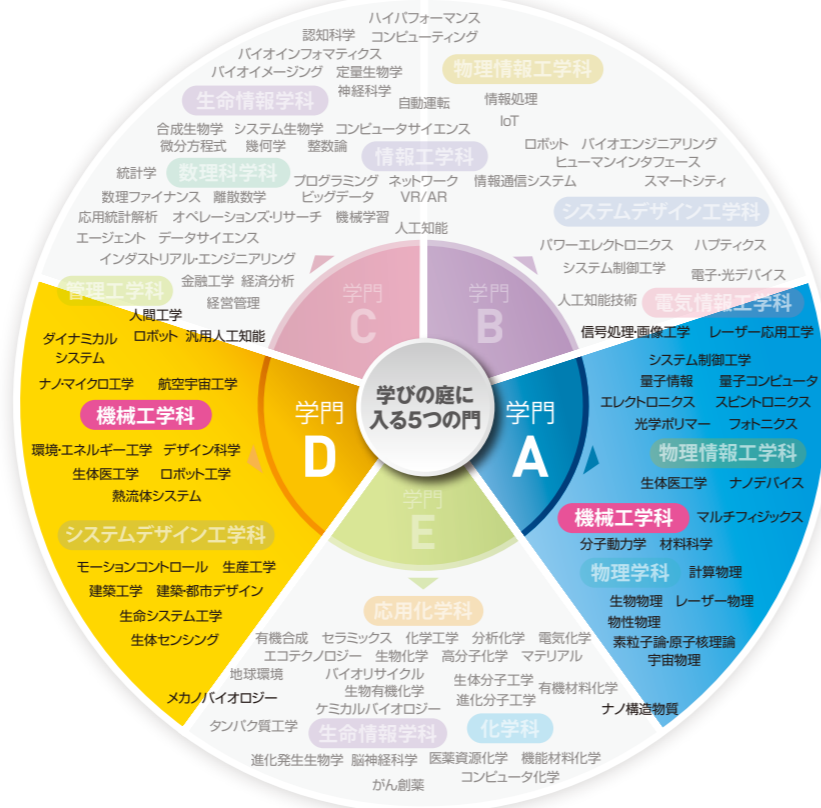 ハイパフォーマンス
コンピューティング
認知科学
バイオインフォマティクス
バイオイメージング 定量生物学
生命情報学科
神経科学
自動運転
合成生物学 システム生物学 コンピュータサイエンス
微分方程式 幾何学 整数論
情報工学科
統計学
数理科学科
プログラミング ネットワーク 情報通信システム
数理ファイナンス 離散数学
ビッグデータ VR/AR
応用統計解析 オペレーションズ・リサーチ 機械学習
人工知能
エージェント データサイエンス
インダストリアル・エンジニアリング
管理工学科
金融工学 経済分析
経営管理
学門
C
物理情報工学科
情報処理
IoT
ロボット バイオエンジニアリング
ヒューマンインタフェース
スマートシティ
システムデザイン工学科
パワーエレクトロニクス ハプティクス
システム制御工学
電子・光デバイス
人工知能技術
電気情報工学科
学門
B
学びの庭に
入る5つの門
人間工学
ダイナミカル
システム
ロボット 汎用人工知能
ナノ・マイクロ工学 航空宇宙工学
機械工学科
環境・エネルギー工学 デザイン科学
生体医工学 ロボット工学
熱流体システム
システムデザイン工学科
モーションコントロール 生産工学
建築工学 建築・都市デザイン
生命システム工学
生体センシング
メカノバイオロジー
学門
D
信号処理・画像工学 レーザー応用工学
システム制御工学
量子情報 量子コンピュータ
エレクトロニクス スピントロニクス
光学ポリマー フォトニクス
物理情報工学科
生体医工学 ナノデバイス
機械工学科
マルチフィジックス
分子動力学 材料科学
物理学科
計算物理
生物物理 レーザー物理
物性物理
素粒子論・原子核理論
宇宙物理
ナノ構造物質
学門
A
学門
E
応用化学科
有機合成 セラミックス 化学工学 分析化学 電気化学
エコテクノロジー 生物化学 高分子化学 マテリアル
地球環境
バイオリサイクル
生体分子工学
生物有機化学
有機材料化学
進化分子工学
ケミカルバイオロジー
タンパク質工学
生命情報学科
化学科
進化発生生物学 脳神経科学 医薬資源化学 機能材料化学
がん創薬
コンピュータ化学